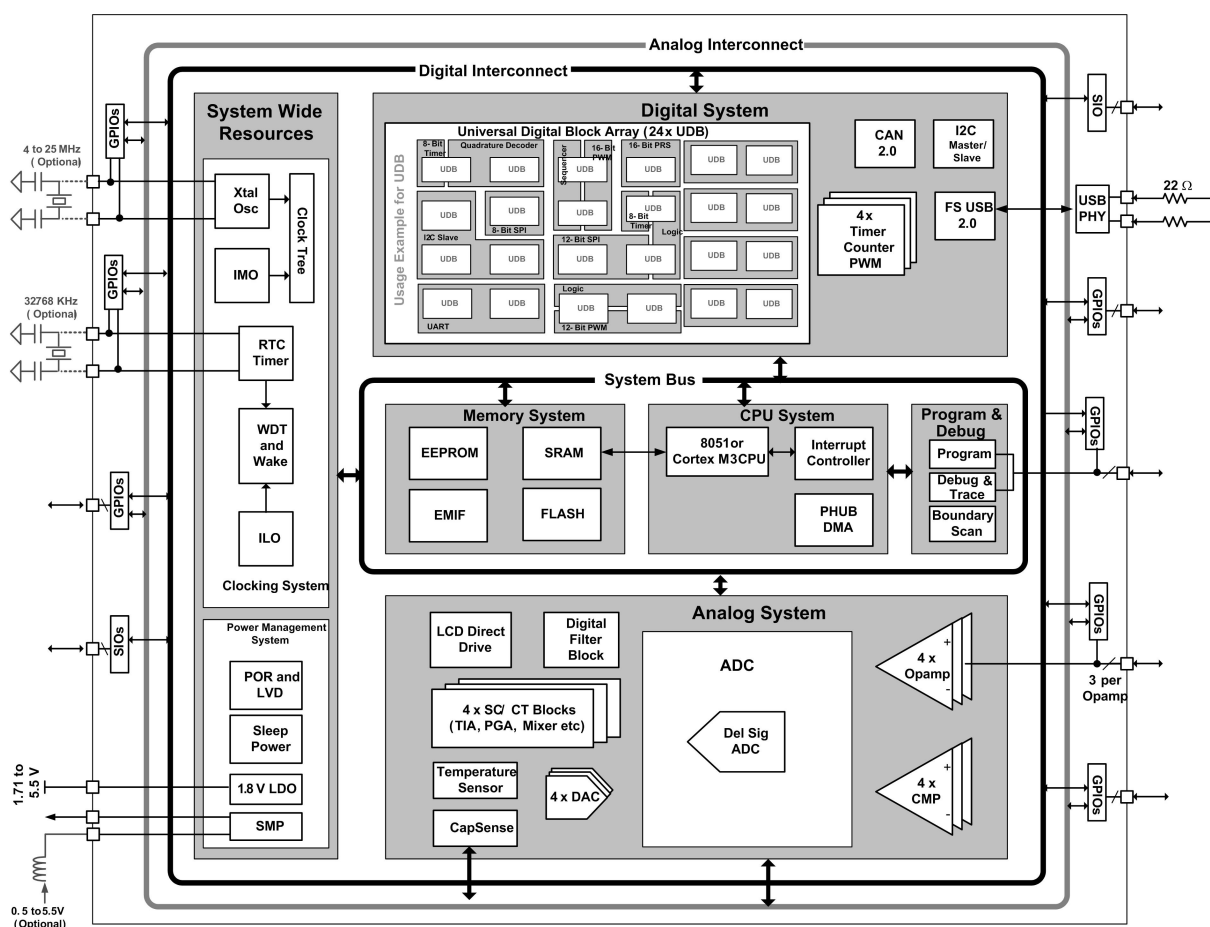 Analog Interconnect
Digital Interconnect
System Wide
Resources
GPIOs
4 to 25 MHz
( Optional)
Xtal
Osc
Clock Tree
IMO
GPIOs
32768 KHz
( Optional)
RTC
Timer
WDT
and
Wake
ILO
Clocking System
GPIOs
SIOs
Power Management
System
POR and
LVD
Sleep
Power
1.8 V LDO
SMP
1.71 to
5.5 V
0. 5 to 5.5V
(Optional)
Digital System
Universal Digital Block Array (24x UDB)
Usage Example for UDB
8- Bit
Timer
Quadrature Decoder
Sequencer
16- Bit
PWM
16- Bit PRS
UDB
UDB
UDB
UDB
UDB
UDB
UDB
UDB
UDB
UDB
UDB
UDB
I2C Slave
8- Bit SPI
12- Bit SPI
8- Bit
Timer
Logic
UDB
UDB
UDB
UDB
UDB
UDB
UDB
UDB
UDB
UDB
UDB
UDB
UART
Logic
12- Bit PWM
CAN
2.0
I2C
Master/
Slave
4 x
Timer
Counter
PWM
FS USB
2.0
SIO
USB
PHY
22 Ω
GPIOs
System Bus
Memory System
EEPROM
SRAM
EMIF
FLASH
CPU System
8051or
Cortex M3CPU
Interrupt
Controller
PHUB
DMA
Program &
Debug
Program
Debug &
Trace
Boundary
Scan
GPIOs
Analog System
LCD Direct
Drive
Digital
Filter
Block
ADC
4 x
Opamp
+
-
4 x SC/ CT Blocks
(TIA, PGA, Mixer etc)
Del Sig
ADC
Temperature
Sensor
4 x DAC
CapSense
4 x
CMP
+
-
GPIOs
3 per
Opamp
GPIOs